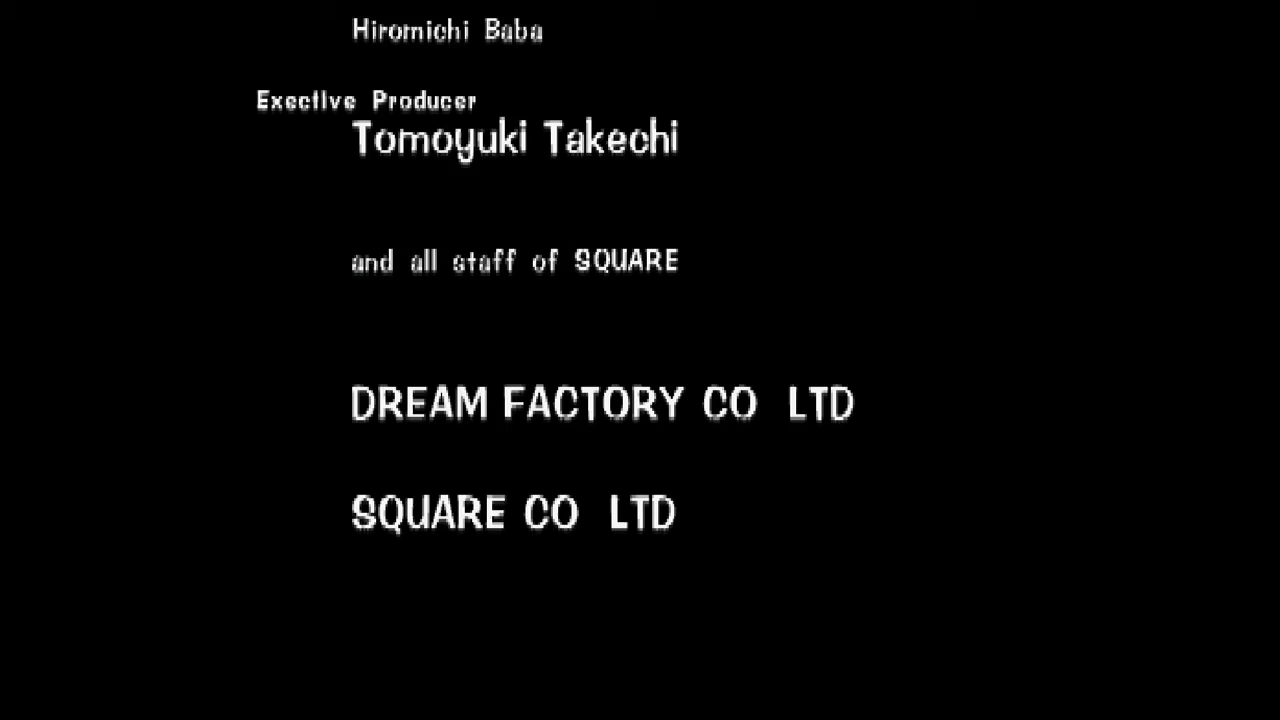 Hiromichi Baba
Exective Producer
Tomoyuki Takechi
and all staff of SQUARE
DREAM FACTORY CO LTD
SQUARE CO LTD